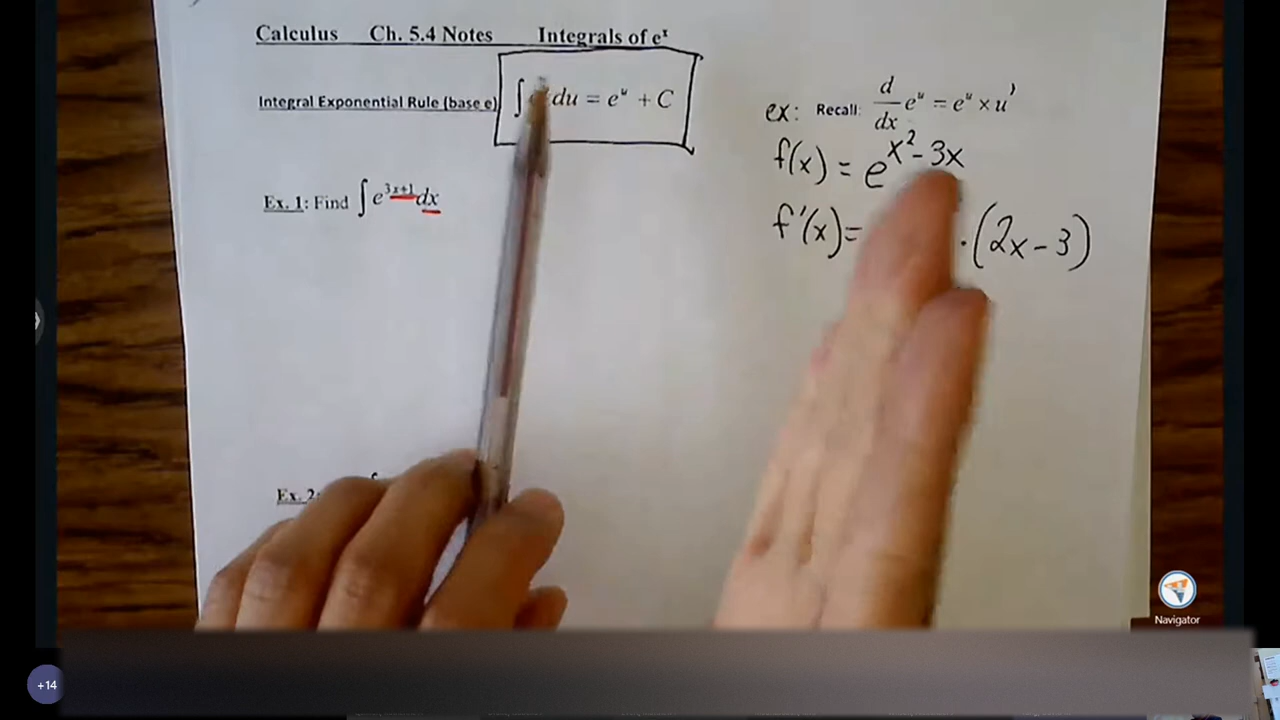 Calculus Ch. 5.4 Notes Integrals of eˣ
Integral Exponential Rule (base e) ∫ du = eᵘ + C
ex: Recall: d/dx eᵘ = eᵘ × u'
f(x) = e^(x² - 3x)
f'(x) = · (2x - 3)
Ex. 1: Find ∫ e^(3x+1) dx
Ex. 2:
Navigator
+14